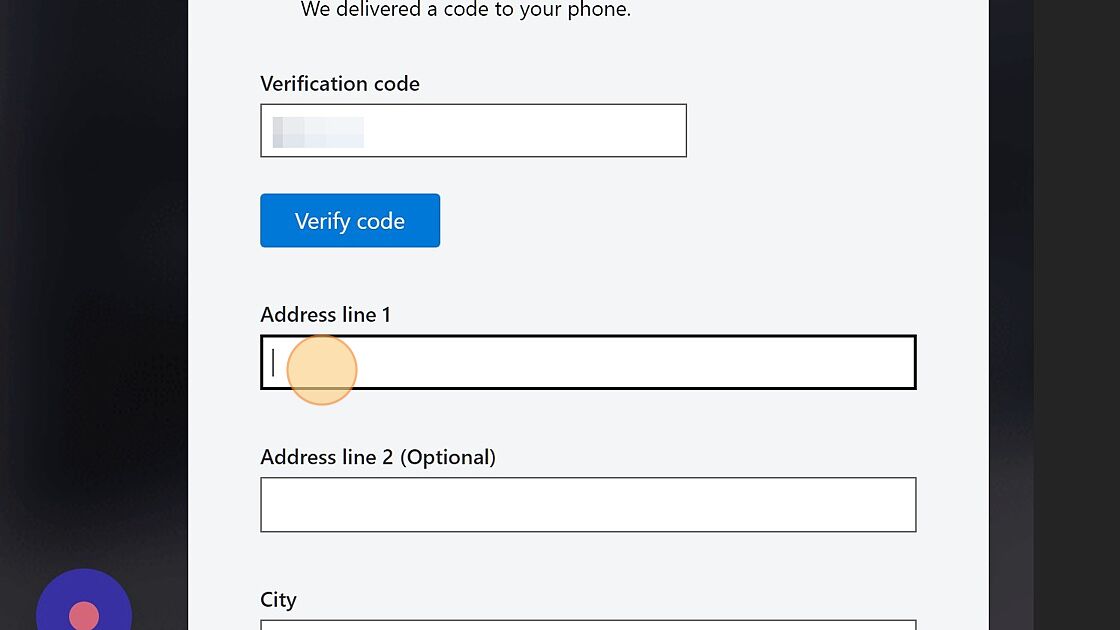 We delivered a code to your phone.
Verification code
Verify code
Address line 1
Address line 2 (Optional)
City